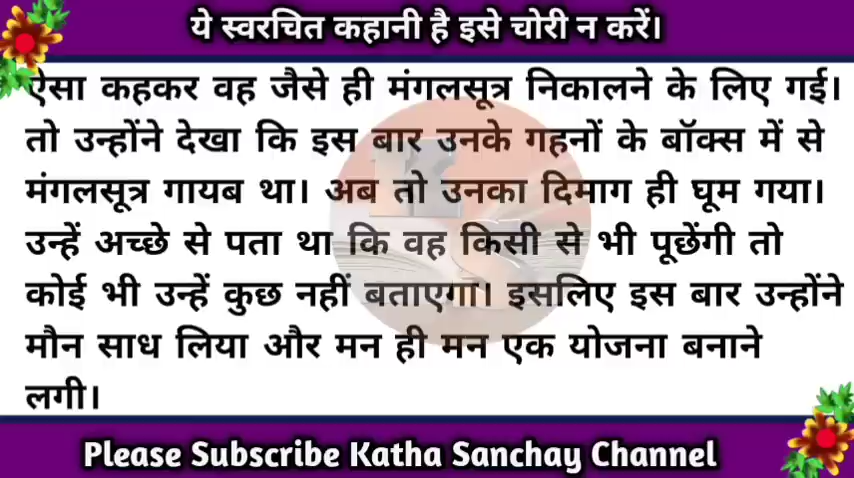 ये स्वरचित कहानी है इसे चोरी न करें।
ऐसा कहकर वह जैसे ही मंगलसूत्र निकालने के लिए गई।
तो उन्होंने देखा कि इस बार उनके गहनों के बॉक्स में से
मंगलसूत्र गायब था। अब तो उनका दिमाग ही घूम गया।
उन्हें अच्छे से पता था कि वह किसी से भी पूछेंगी तो
कोई भी उन्हें कुछ नहीं बताएगा। इसलिए इस बार उन्होंने
मौन साध लिया और मन ही मन एक योजना बनाने
लगी।
Please Subscribe Katha Sanchay Channel